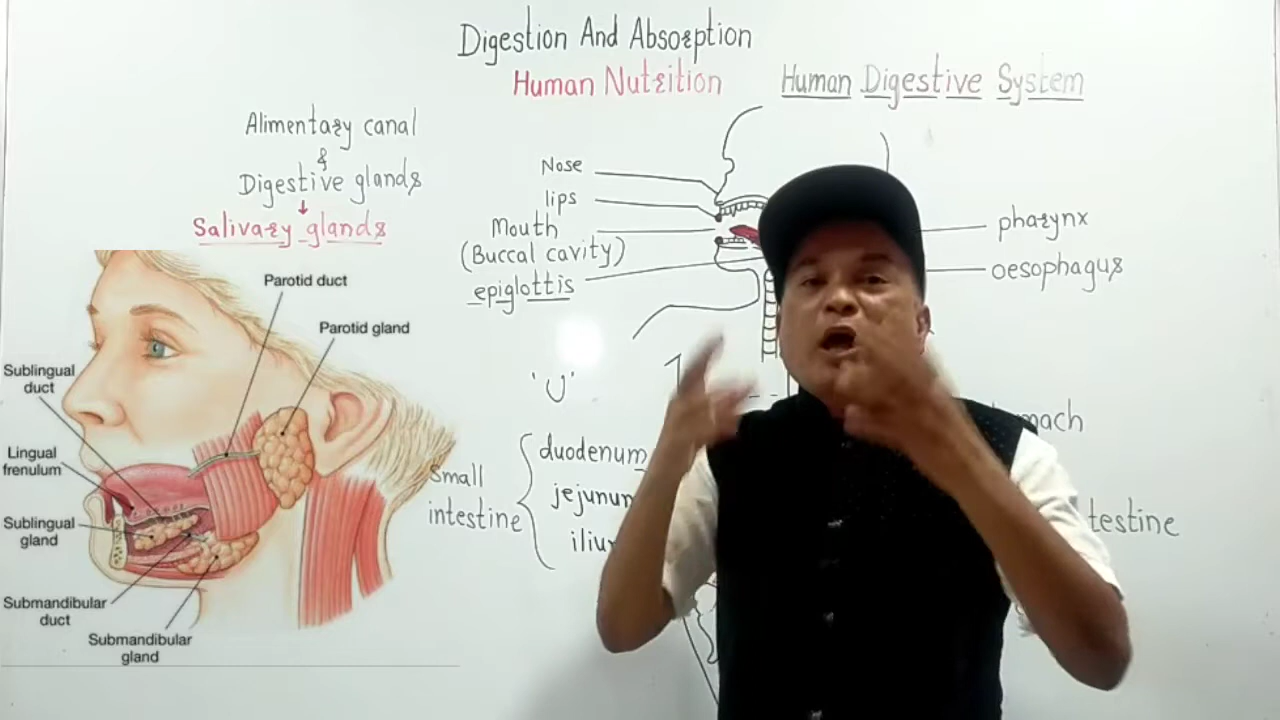 Digestion And Absorption
Human Nutrition
Human Digestive System
Alimentary canal
&
Digestive glands
Salivary glands
Nose
lips
Mouth
(Buccal cavity)
epiglottis
pharynx
oesophagus
'U'
Small
intestine
duodenum
jejunum
Parotid duct
Parotid gland
Sublingual
duct
Lingual
frenulum
Sublingual
gland
Submandibular
duct
Submandibular
gland